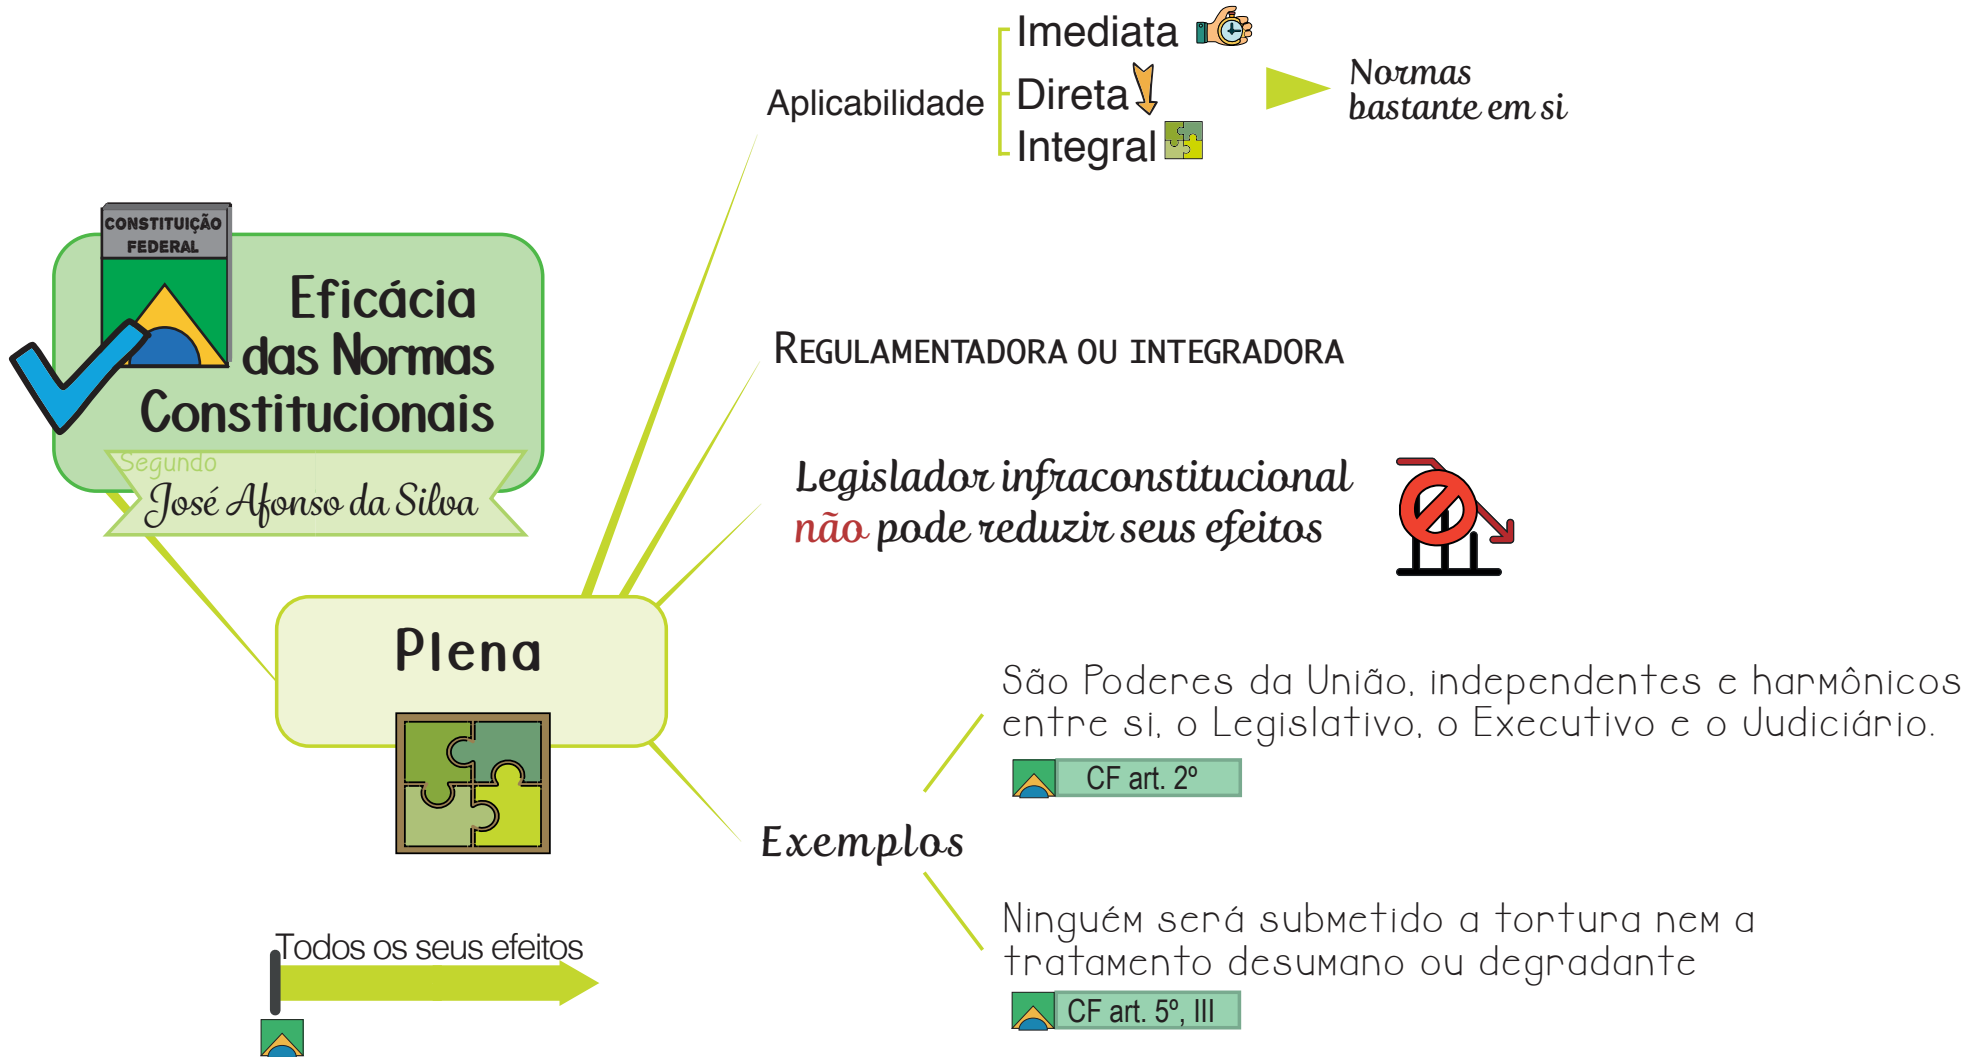 CONSTITUIÇÃO
FEDERAL
Eficácia
das Normas
Constitucionais
Segundo
José Afonso da Silva
Aplicabilidade
Imediata
Direta
Integral
Normas
bastante em si
REGULAMENTADORA OU INTEGRADORA
Legislador infraconstitucional
não pode reduzir seus efeitos
Plena
Exemplos
São Poderes da União, independentes e harmônicos
entre si, o Legislativo, o Executivo e o Judiciário.
CF art. 2º
Ninguém será submetido a tortura nem a
tratamento desumano ou degradante
CF art. 5º, III
Todos os seus efeitos